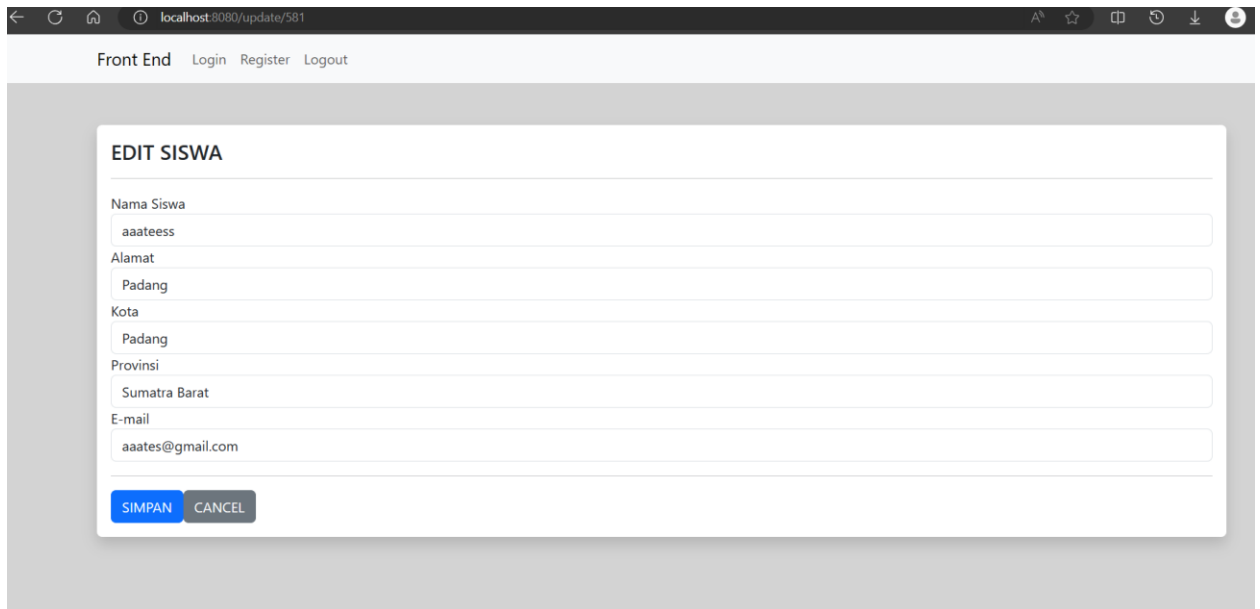 localhost:8080/update/581
Front End Login Register Logout
EDIT SISWA
Nama Siswa
aaateess
Alamat
Padang
Kota
Padang
Provinsi
Sumatra Barat
E-mail
aaates@gmail.com
SIMPAN CANCEL